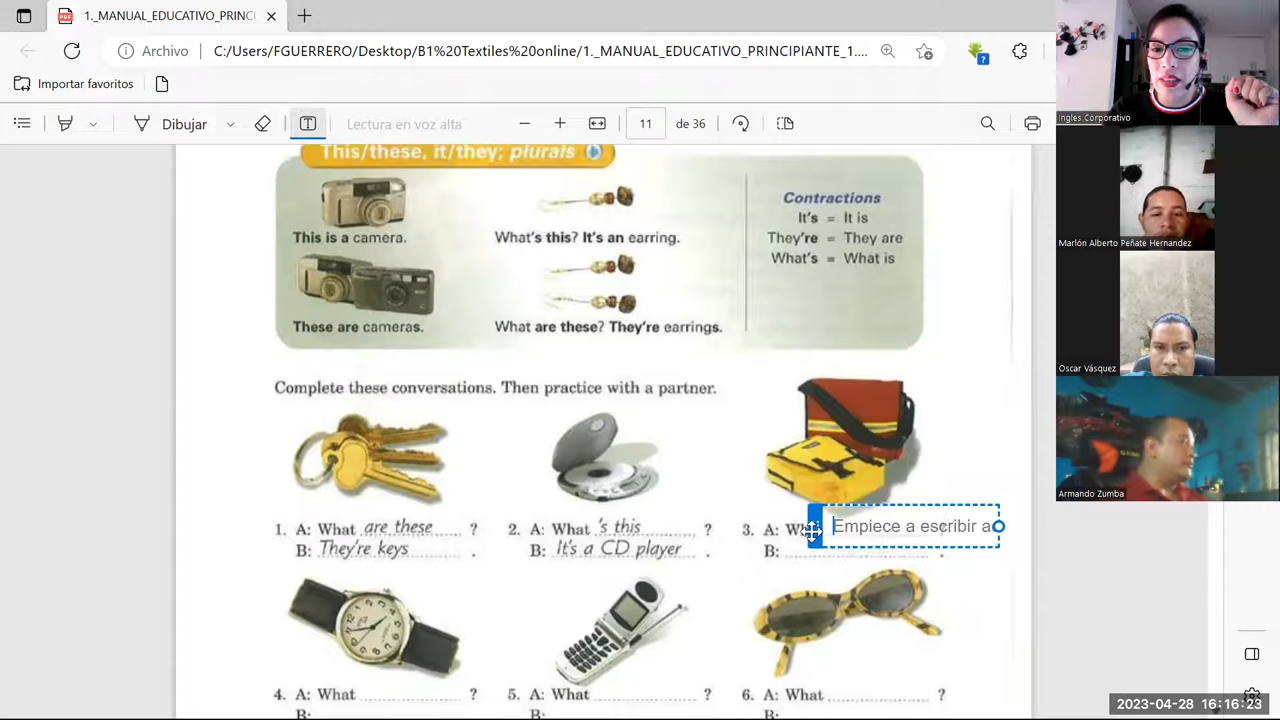 1._MANUAL_EDUCATIVO_PRINCI
Archivo C:/Users/FGUERRERO/Desktop/B1%20Textiles%20online/1._MANUAL_EDUCATIVO_PRINCIPIANTE_1....
Importar favoritos
Dibujar
Lectura en voz alta
11 de 36
This/these, it/they; plurals
This is a camera.
What's this? It's an earring.
These are cameras.
What are these? They're earrings.
Contractions
It's = It is
They're = They are
What's = What is
Complete these conversations. Then practice with a partner.
1. A: What are these ?
B: They're keys .
2. A: What 's this ?
B: It's a CD player .
3. A: Empiece a escribir a
B: .
4. A: What ?
B:
5. A: What ?
B:
6. A: What ?
B:
Ingles Corporativo
Marlón Alberto Peñate Hernandez
Oscar Vásquez
Armando Zumba
2023-04-28 16:16:23